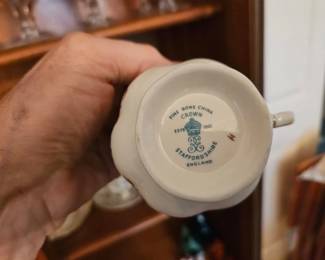 FINE BONE CHINA
CROWN
STAFFORDSHIRE
ENGLAND